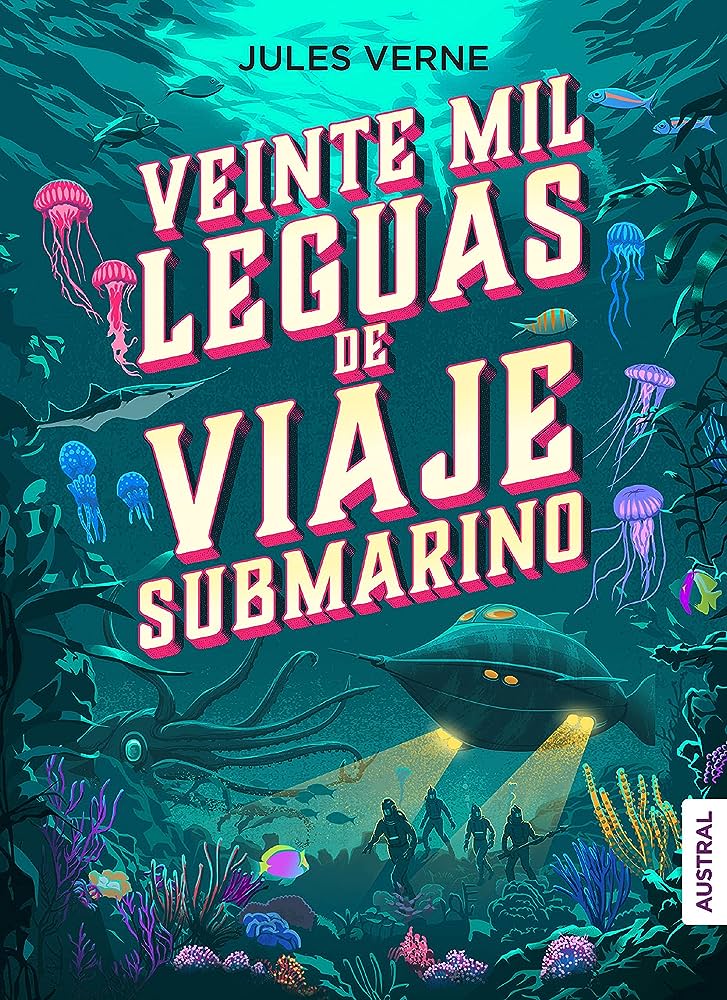 JULES VERNE
VEINTE MIL
LEGUAS
DE
VIAJE
SUBMARINO
AUSTRAL